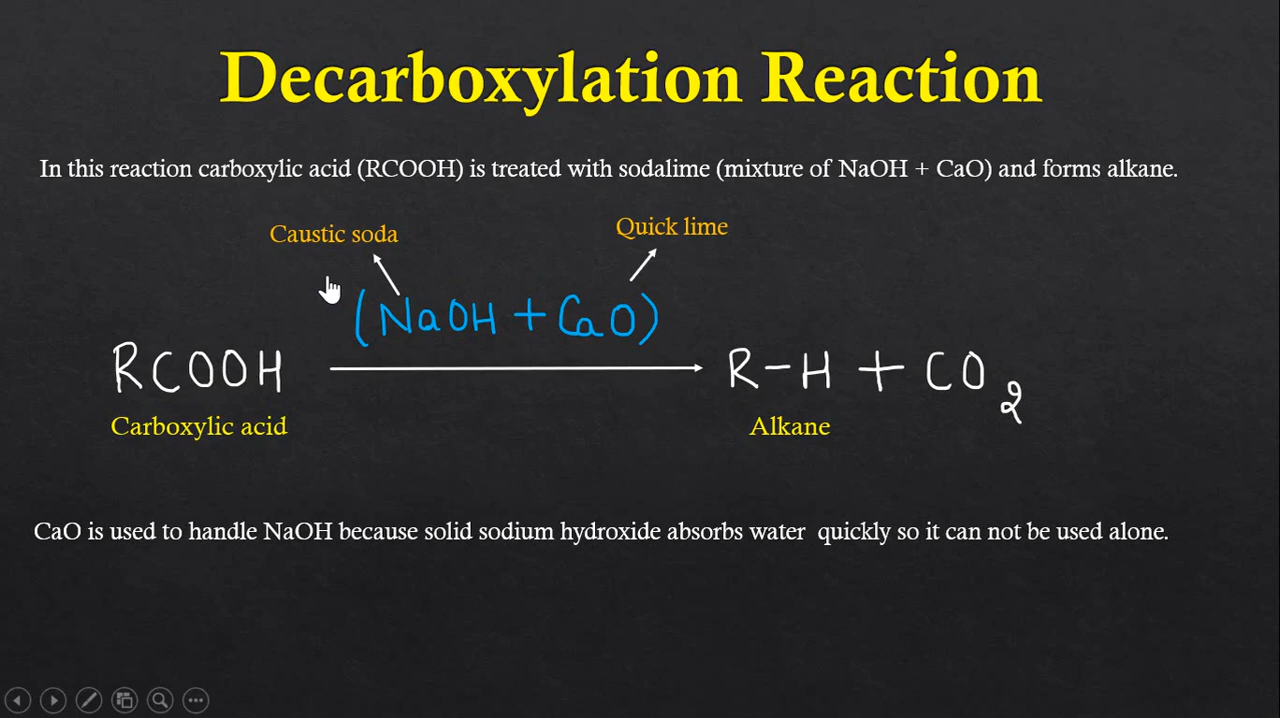 Decarboxylation Reaction
In this reaction carboxylic acid (RCOOH) is treated with sodalime (mixture of NaOH + CaO) and forms alkane.
Caustic soda
Quick lime
(NaOH + CaO)
RCOOH
R-H + CO2
Carboxylic acid
Alkane
CaO is used to handle NaOH because solid sodium hydroxide absorbs water quickly so it can not be used alone.